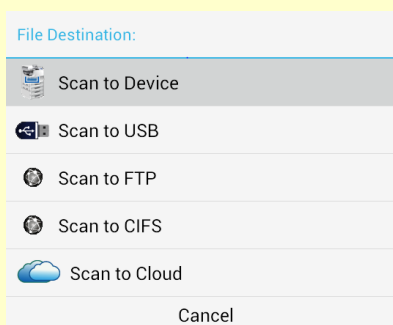 File Destination:
Scan to Device
Scan to USB
Scan to FTP
Scan to CIFS
Scan to Cloud
Cancel